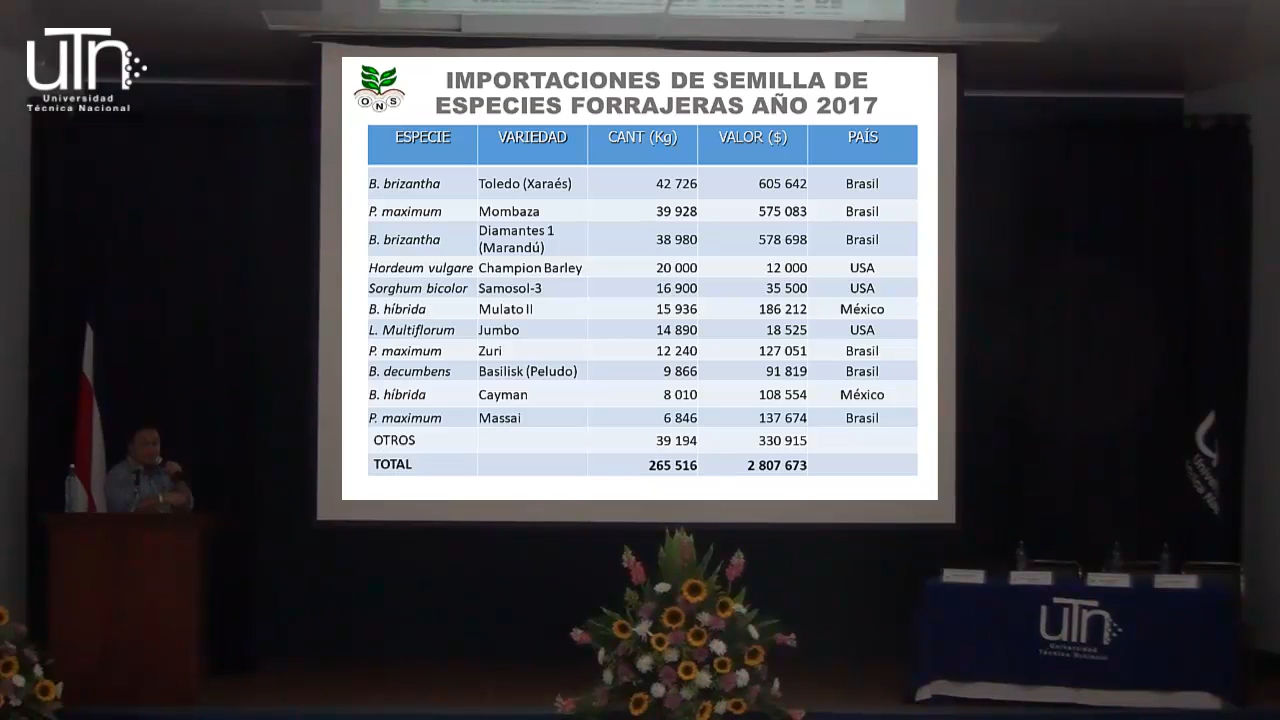 uTn
Universidad
Técnica Nacional
ONS
IMPORTACIONES DE SEMILLA DE
ESPECIES FORRAJERAS AÑO 2017
ESPECIE VARIEDAD CANT (Kg) VALOR ($) PAÍS
B. brizantha Toledo (Xaraés) 42 726 605 642 Brasil
P. maximum Mombaza 39 928 575 083 Brasil
B. brizantha Diamantes 1 (Marandú) 38 980 578 698 Brasil
Hordeum vulgare Champion Barley 20 000 12 000 USA
Sorghum bicolor Samosol-3 16 900 35 500 USA
B. híbrida Mulato II 15 936 186 212 México
L. Multiflorum Jumbo 14 890 18 525 USA
P. maximum Zuri 12 240 127 051 Brasil
B. decumbens Basilisk (Peludo) 9 866 91 819 Brasil
B. híbrida Cayman 8 010 108 554 México
P. maximum Massai 6 846 137 674 Brasil
OTROS 39 194 330 915
TOTAL 265 516 2 807 673
uTn
Universidad
Técnica Nacional